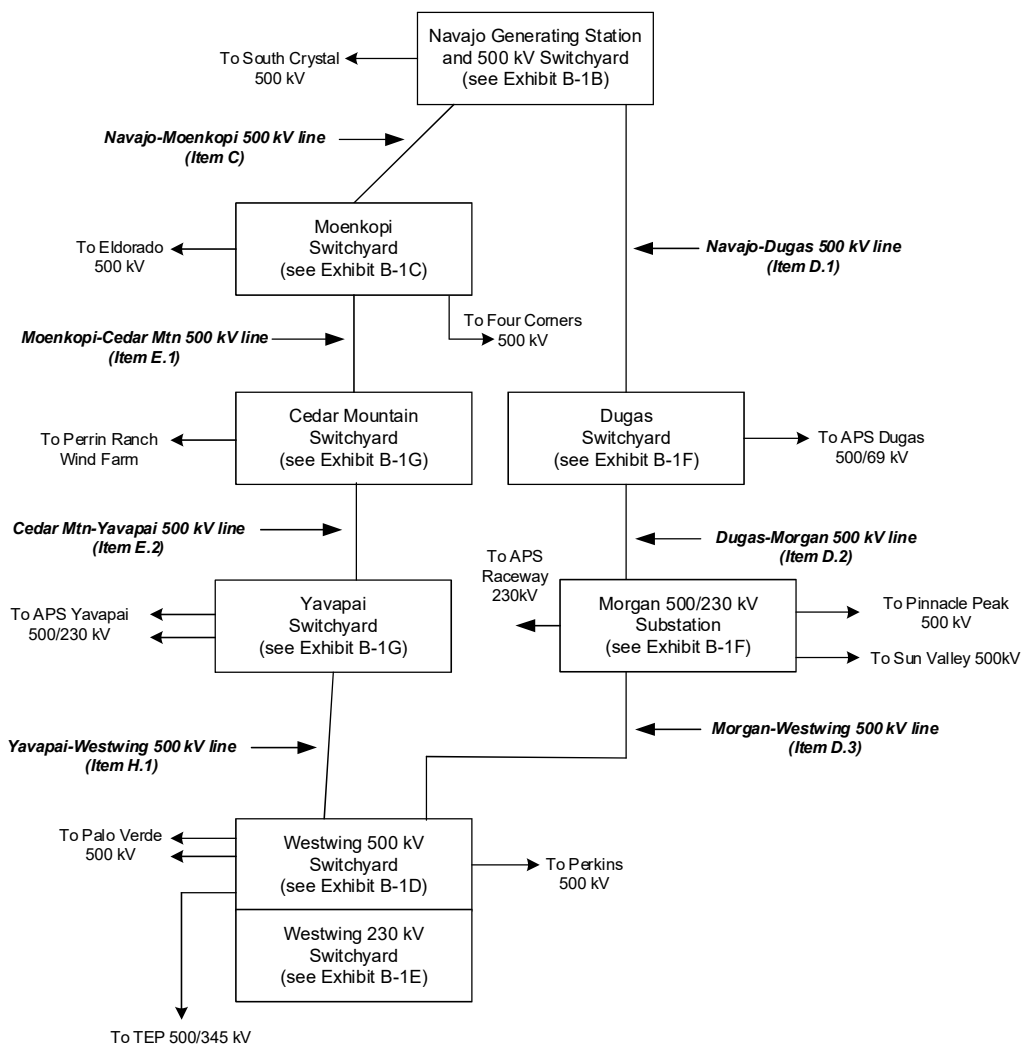 Navajo Generating Station
and 500 kV Switchyard
(see Exhibit B-1B)
To South Crystal
500 kV
Navajo-Moenkopi 500 kV line
(Item C)
Moenkopi
Switchyard
(see Exhibit B-1C)
To Eldorado
500 kV
Navajo-Dugas 500 kV line
(Item D.1)
To Four Corners
500 kV
Moenkopi-Cedar Mtn 500 kV line
(Item E.1)
Cedar Mountain
Switchyard
(see Exhibit B-1G)
To Perrin Ranch
Wind Farm
Dugas
Switchyard
(see Exhibit B-1F)
To APS Dugas
500/69 kV
Cedar Mtn-Yavapai 500 kV line
(Item E.2)
Dugas-Morgan 500 kV line
(Item D.2)
To APS
Raceway
230kV
To APS Yavapai
500/230 kV
Yavapai
Switchyard
(see Exhibit B-1G)
Morgan 500/230 kV
Substation
(see Exhibit B-1F)
To Pinnacle Peak
500 kV
To Sun Valley 500kV
Yavapai-Westwing 500 kV line
(Item H.1)
Morgan-Westwing 500 kV line
(Item D.3)
To Palo Verde
500 kV
Westwing 500 kV
Switchyard
(see Exhibit B-1D)
To Perkins
500 kV
Westwing 230 kV
Switchyard
(see Exhibit B-1E)
To TEP 500/345 kV